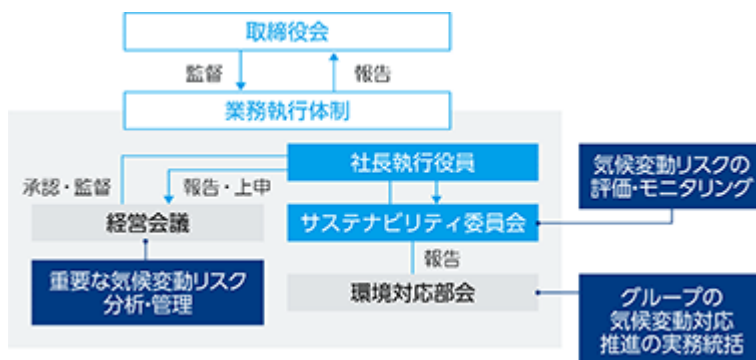 取締役会
監督
報告
業務執行体制
社長執行役員
気候変動リスクの
評価・モニタリング
承認・監督
報告・上申
経営会議
サステナビリティ委員会
報告
重要な気候変動リスク
分析・管理
環境対応部会
グループの
気候変動対応
推進の実務統括